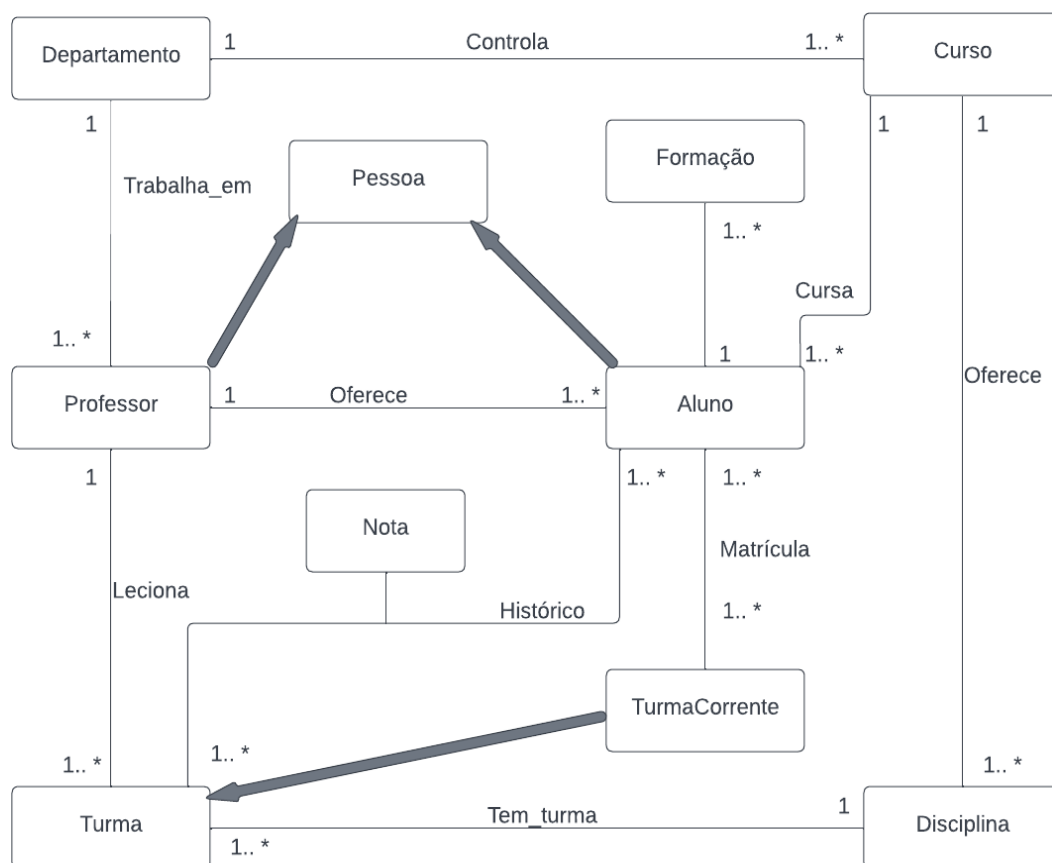 Departamento
1
Controla
1.. *
Curso
1
1
1
Pessoa
Formação
Trabalha_em
1.. *
Cursa
1.. *
1
1.. *
Oferece
Professor
1
Oferece
1.. *
Aluno
1
1.. *
1.. *
Nota
Matrícula
Leciona
Histórico
1.. *
TurmaCorrente
1.. *
1.. *
1.. *
Turma
Tem_turma
1
Disciplina
1.. *